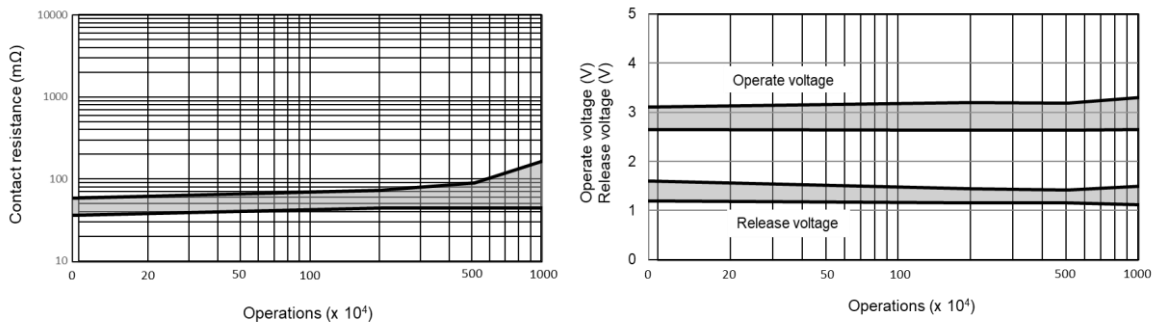 10000
1000
100
10
Contact resistance (mΩ)
0 20 50 100 500 1000
Operations (x 10⁴)
5
4
3
2
1
0
Operate voltage (V)
Release voltage (V)
Operate voltage
Release voltage
0 20 50 100 500 1000
Operations (x 10⁴)